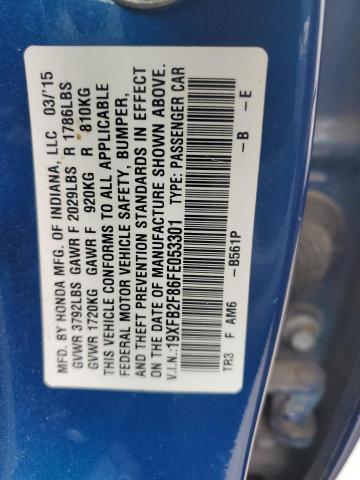 MFD. BY HONDA MFG. OF INDIANA, LLC 03/'15
GVWR 3792LBS GAWR F 2029LBS R 1786LBS
GVWR 1720KG GAWR F 920KG R 810KG
THIS VEHICLE CONFORMS TO ALL APPLICABLE
FEDERAL MOTOR VEHICLE SAFETY, BUMPER,
AND THEFT PREVENTION STANDARDS IN EFFECT
ON THE DATE OF MANUFACTURE SHOWN ABOVE.
V.I.N.:19XFB2F86FE053301 TYPE: PASSENGER CAR
-B561P -B -E
TR3 F AM6